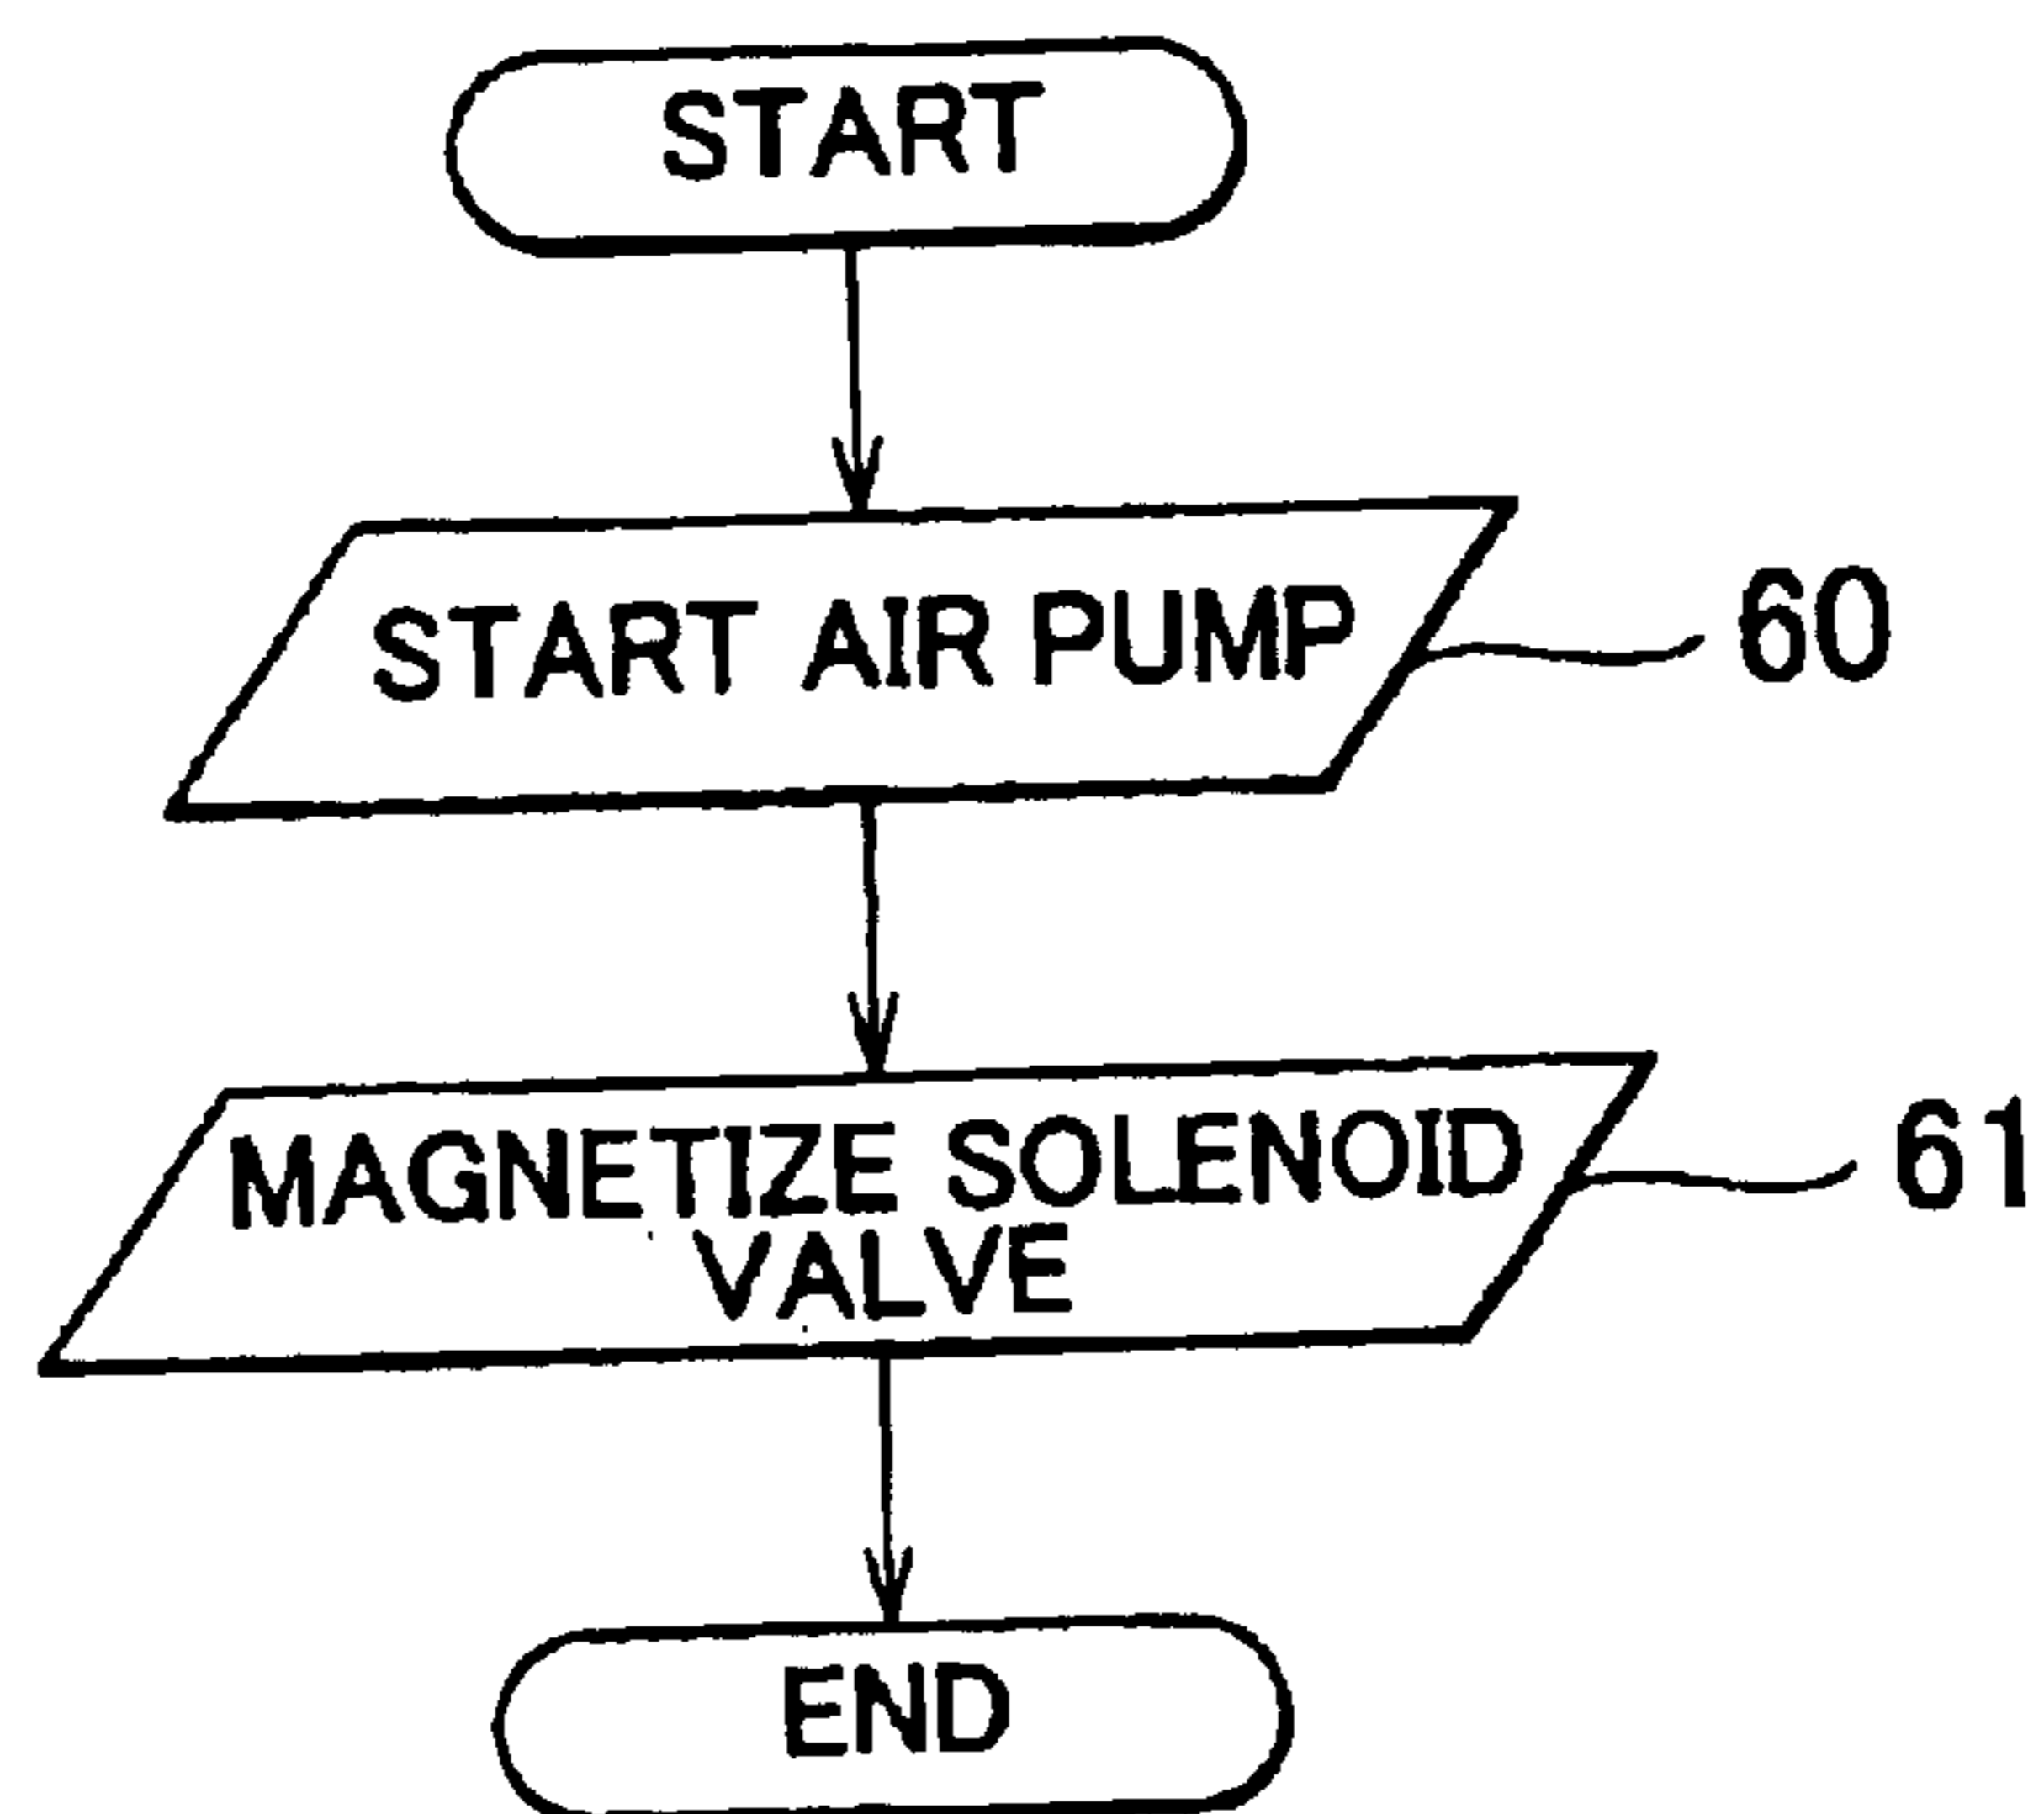 START
START AIR PUMP
60
MAGNETIZE SOLENOID
VALVE
61
END